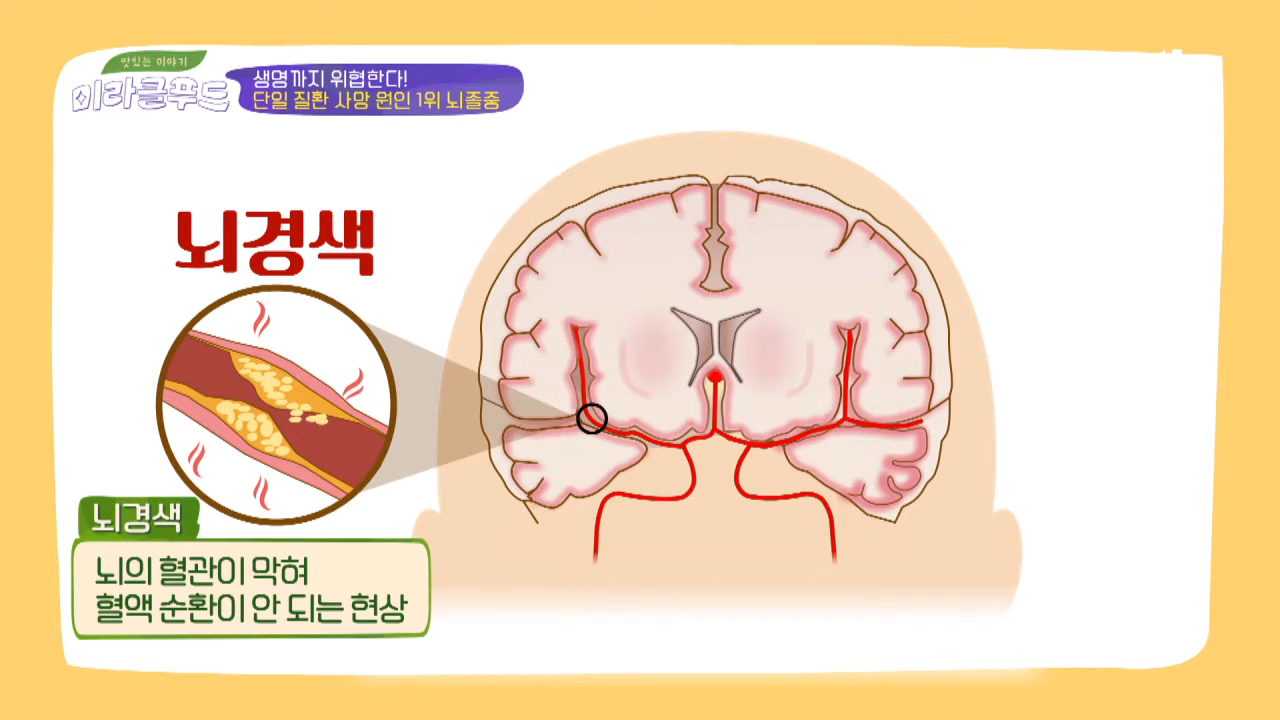 맛있는 이야기
미라클푸드
생명까지 위협한다!
단일 질환 사망 원인 1위 뇌졸중
뇌경색
뇌경색
뇌의 혈관이 막혀
혈액 순환이 안 되는 현상